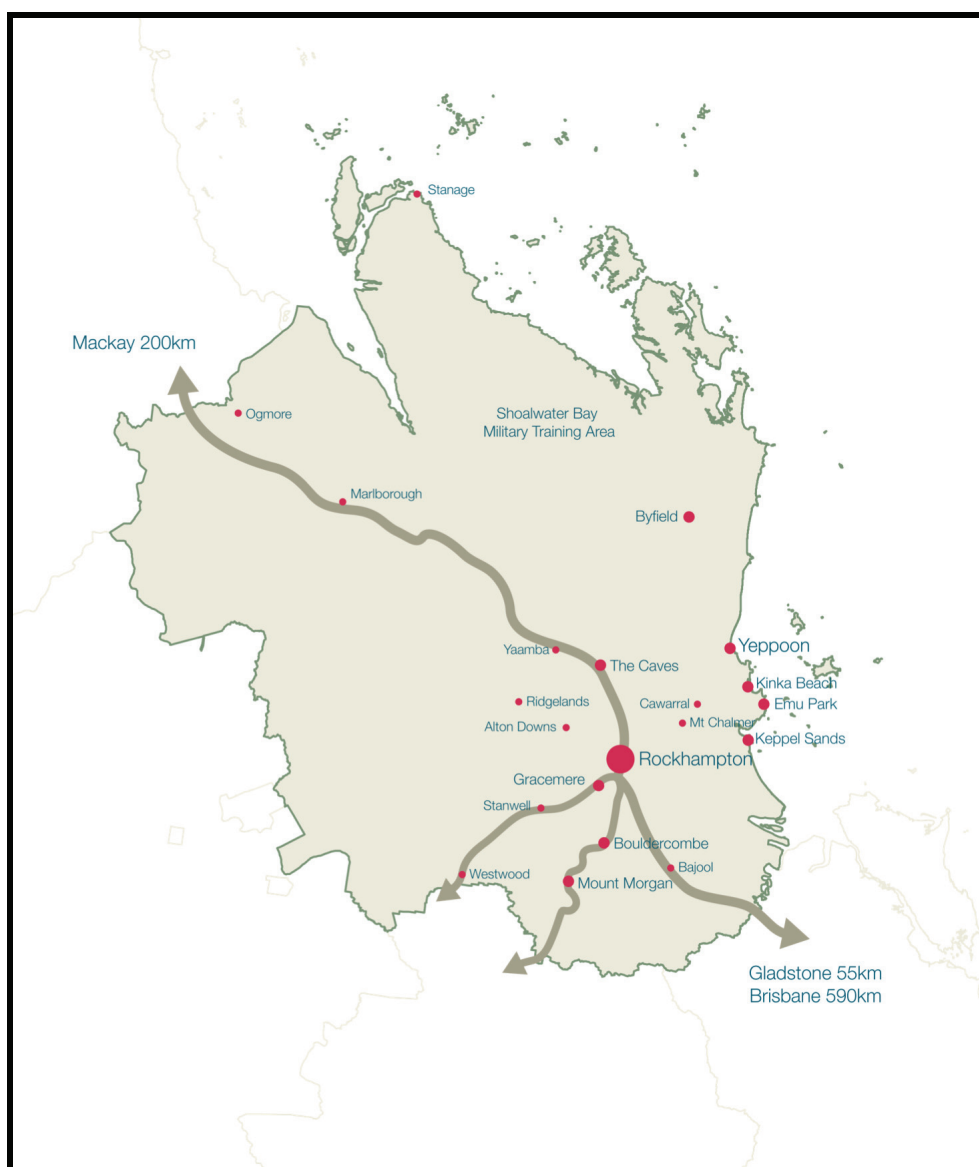 Stanage
Mackay 200km
Ogmore
Shoalwater Bay
Military Training Area
Marlborough
Byfield
Yeppoon
Yaamba
The Caves
Kinka Beach
Ridgelands
Cawarral
Emu Park
Alton Downs
Mt Chalmer
Keppel Sands
Rockhampton
Gracemere
Stanwell
Bouldercombe
Westwood
Bajool
Mount Morgan
Gladstone 55km
Brisbane 590km